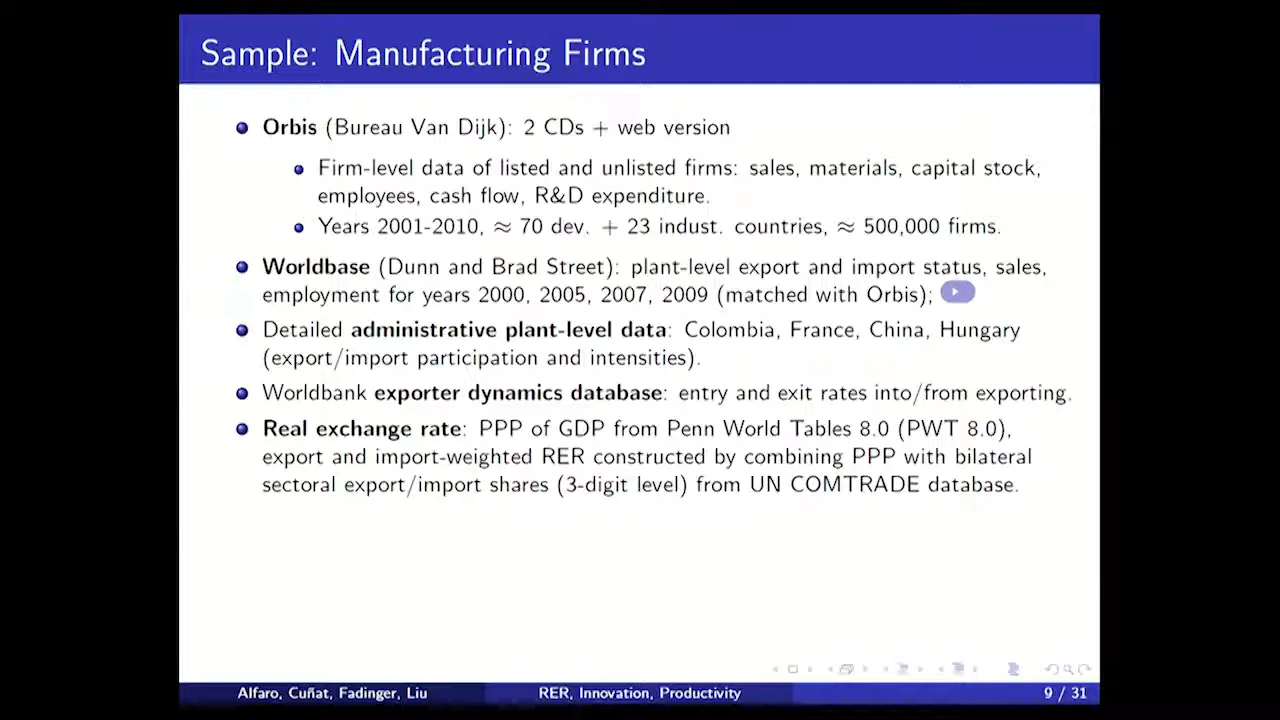 Sample: Manufacturing Firms
Orbis (Bureau Van Dijk): 2 CDs + web version
Firm-level data of listed and unlisted firms: sales, materials, capital stock,
employees, cash flow, R&D expenditure.
Years 2001-2010, ≈ 70 dev. + 23 indust. countries, ≈ 500,000 firms.
Worldbase (Dunn and Brad Street): plant-level export and import status, sales,
employment for years 2000, 2005, 2007, 2009 (matched with Orbis);
Detailed administrative plant-level data: Colombia, France, China, Hungary
(export/import participation and intensities).
Worldbank exporter dynamics database: entry and exit rates into/from exporting.
Real exchange rate: PPP of GDP from Penn World Tables 8.0 (PWT 8.0),
export and import-weighted RER constructed by combining PPP with bilateral
sectoral export/import shares (3-digit level) from UN COMTRADE database.
Alfaro, Cuñat, Fadinger, Liu
RER, Innovation, Productivity
9 / 31